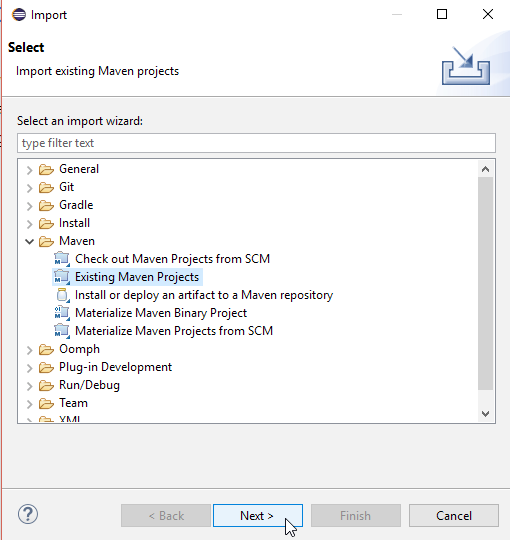 Import
Select
Import existing Maven projects
Select an import wizard:
type filter text
General
Git
Gradle
Install
Maven
Check out Maven Projects from SCM
Existing Maven Projects
Install or deploy an artifact to a Maven repository
Materialize Maven Binary Project
Materialize Maven Projects from SCM
Oomph
Plug-in Development
Run/Debug
Team
XML
? < Back Next > Finish Cancel